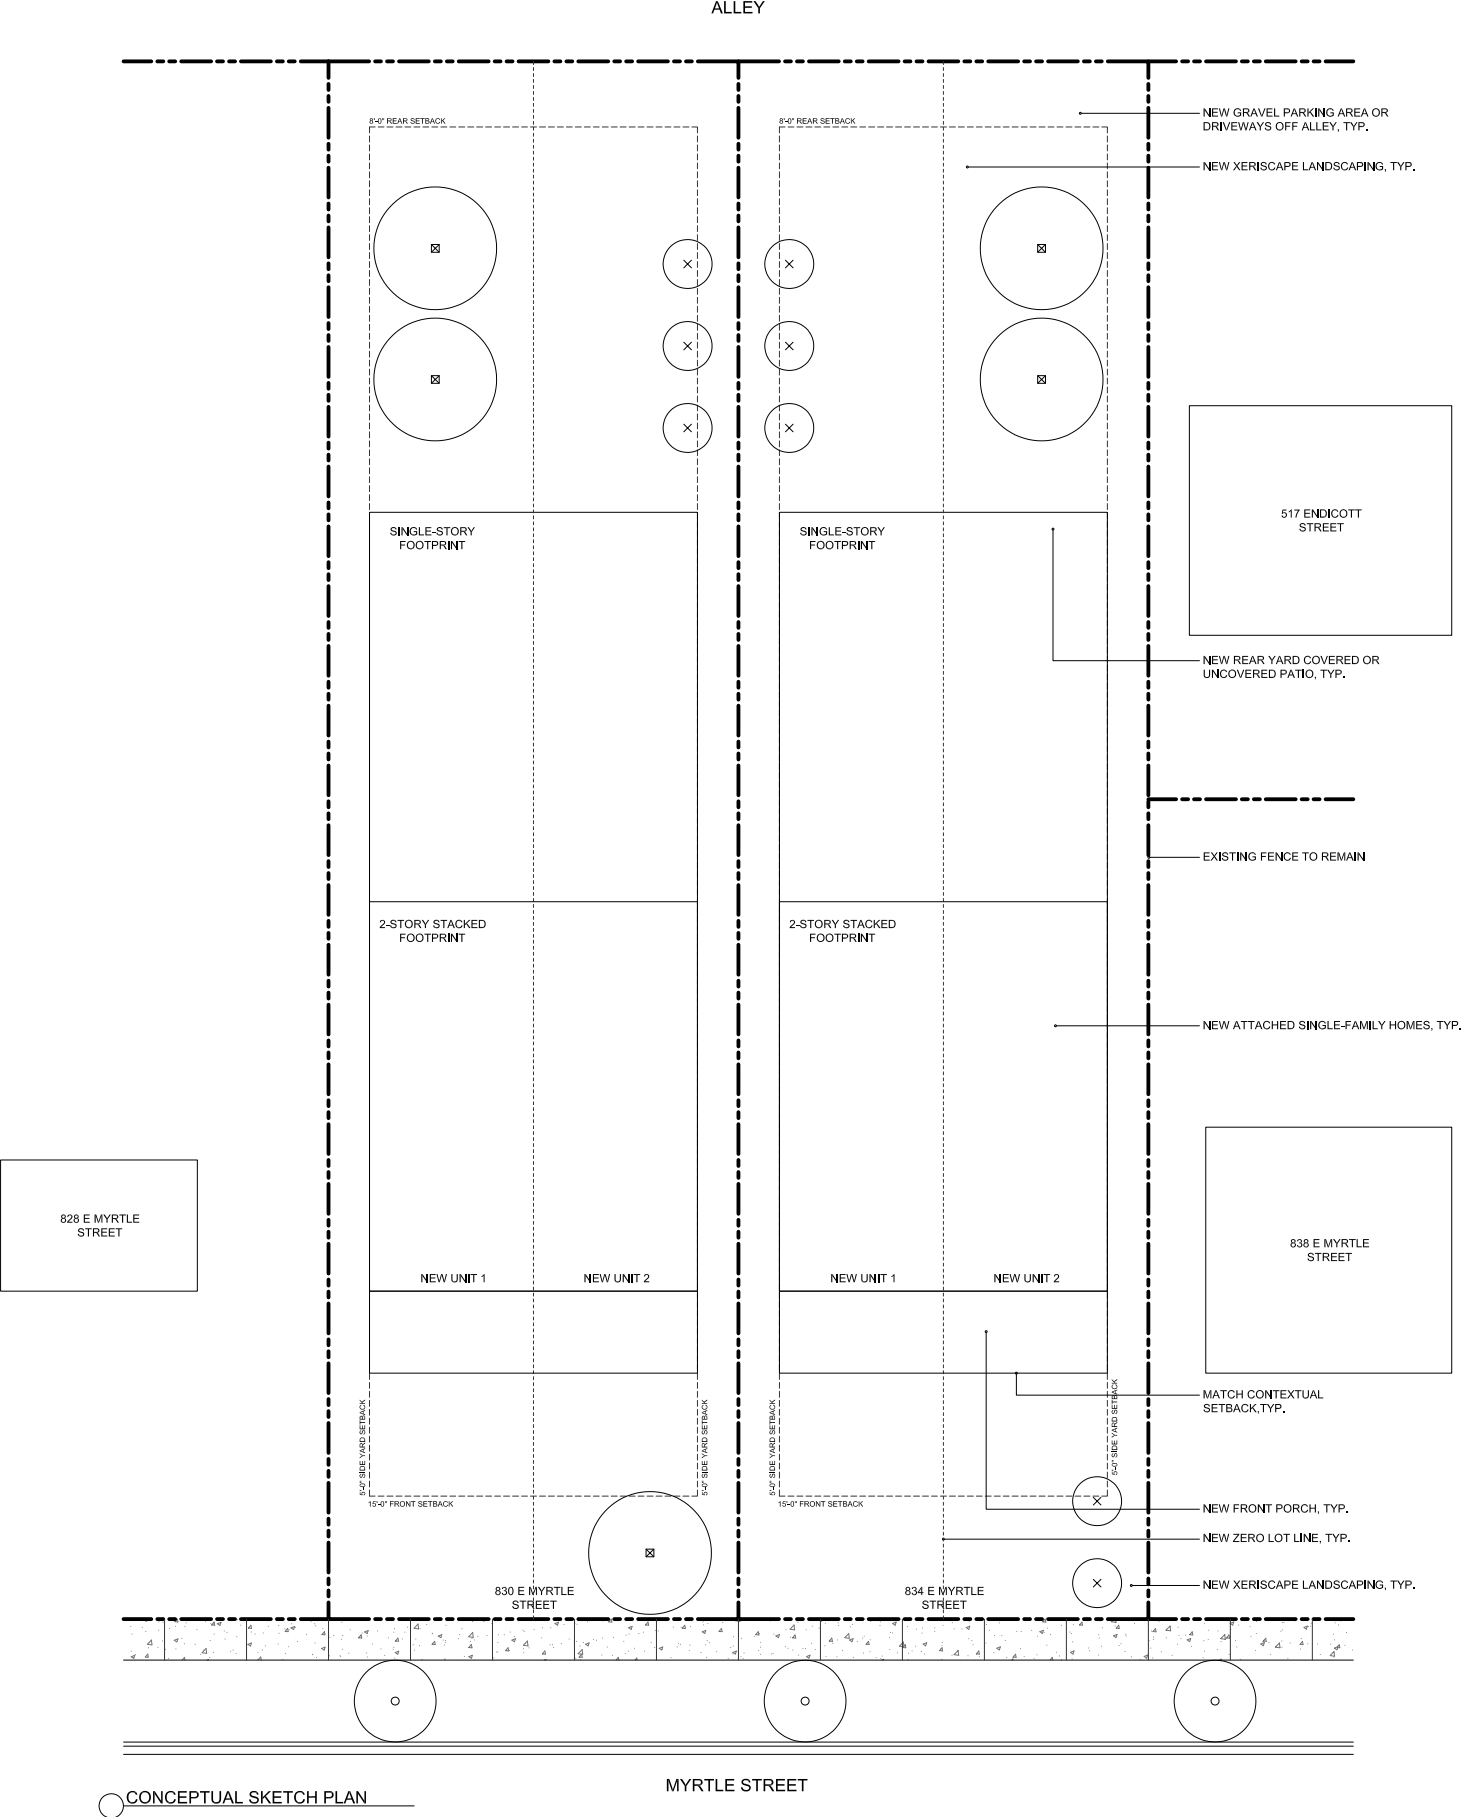 ALLEY
8'-0" REAR SETBACK
8'-0" REAR SETBACK
NEW GRAVEL PARKING AREA OR
DRIVEWAYS OFF ALLEY, TYP.
NEW XERISCAPE LANDSCAPING, TYP.
517 ENDICOTT
STREET
SINGLE-STORY
FOOTPRINT
SINGLE-STORY
FOOTPRINT
NEW REAR YARD COVERED OR
UNCOVERED PATIO, TYP.
EXISTING FENCE TO REMAIN
2-STORY STACKED
FOOTPRINT
2-STORY STACKED
FOOTPRINT
NEW ATTACHED SINGLE-FAMILY HOMES, TYP.
828 E MYRTLE
STREET
838 E MYRTLE
STREET
NEW UNIT 1
NEW UNIT 2
NEW UNIT 1
NEW UNIT 2
MATCH CONTEXTUAL
SETBACK,TYP.
5'-0" SIDE YARD SETBACK
5'-0" SIDE YARD SETBACK
5'-0" SIDE YARD SETBACK
5'-0" SIDE YARD SETBACK
15'-0" FRONT SETBACK
15'-0" FRONT SETBACK
NEW FRONT PORCH, TYP.
NEW ZERO LOT LINE, TYP.
NEW XERISCAPE LANDSCAPING, TYP.
830 E MYRTLE
STREET
834 E MYRTLE
STREET
MYRTLE STREET
CONCEPTUAL SKETCH PLAN